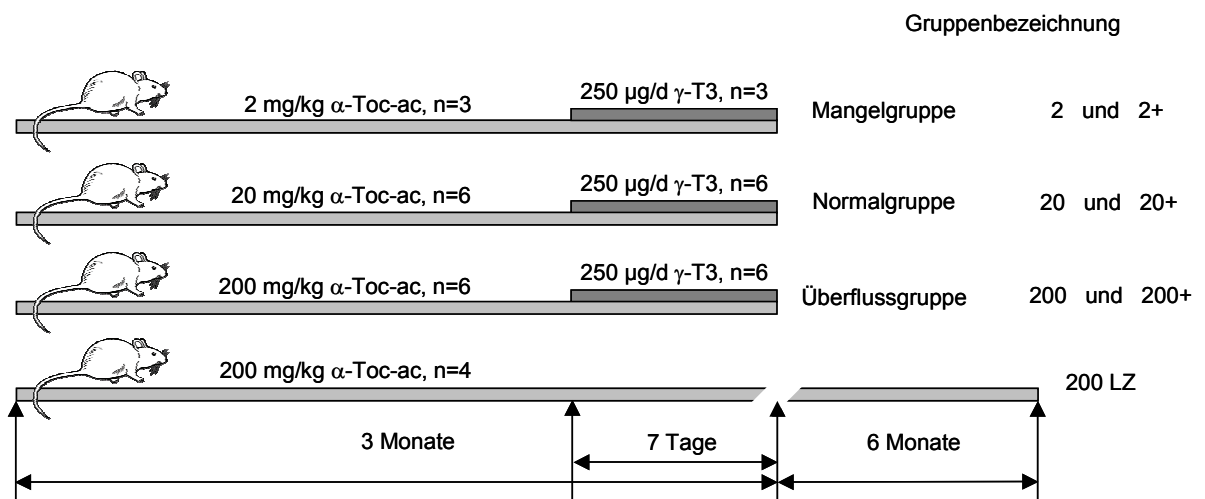 Gruppenbezeichnung
2 mg/kg α-Toc-ac, n=3 250 µg/d γ-T3, n=3 Mangelgruppe 2 und 2+
20 mg/kg α-Toc-ac, n=6 250 µg/d γ-T3, n=6 Normalgruppe 20 und 20+
200 mg/kg α-Toc-ac, n=6 250 µg/d γ-T3, n=6 Überflussgruppe 200 und 200+
200 mg/kg α-Toc-ac, n=4 200 LZ
3 Monate 7 Tage 6 Monate